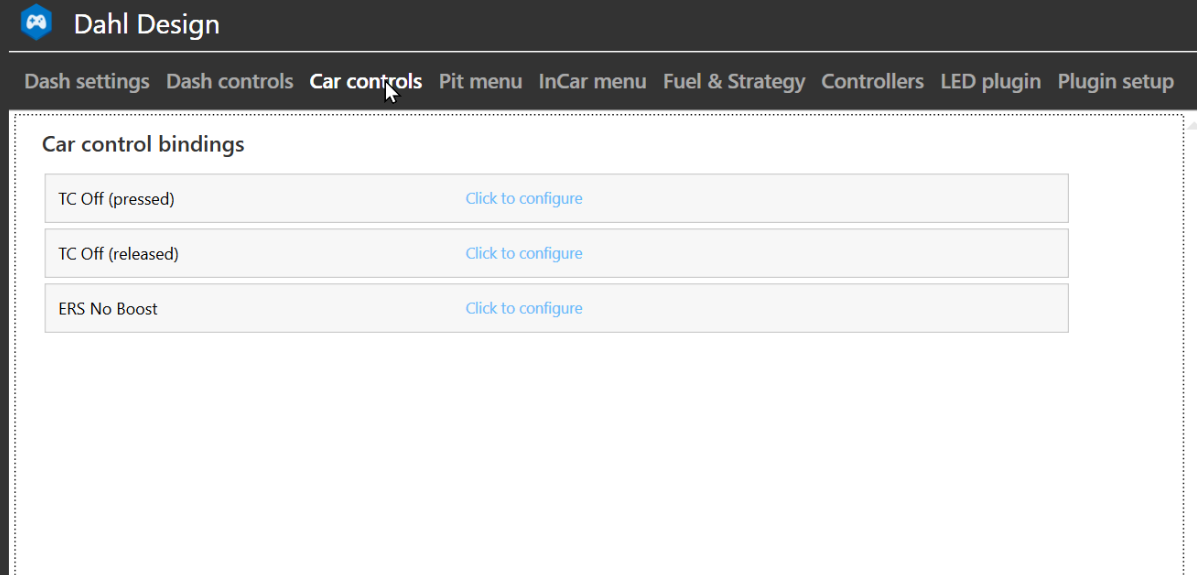 Dahl Design
Dash settings Dash controls Car controls Pit menu InCar menu Fuel & Strategy Controllers LED plugin Plugin setup
Car control bindings
TC Off (pressed) Click to configure
TC Off (released) Click to configure
ERS No Boost Click to configure